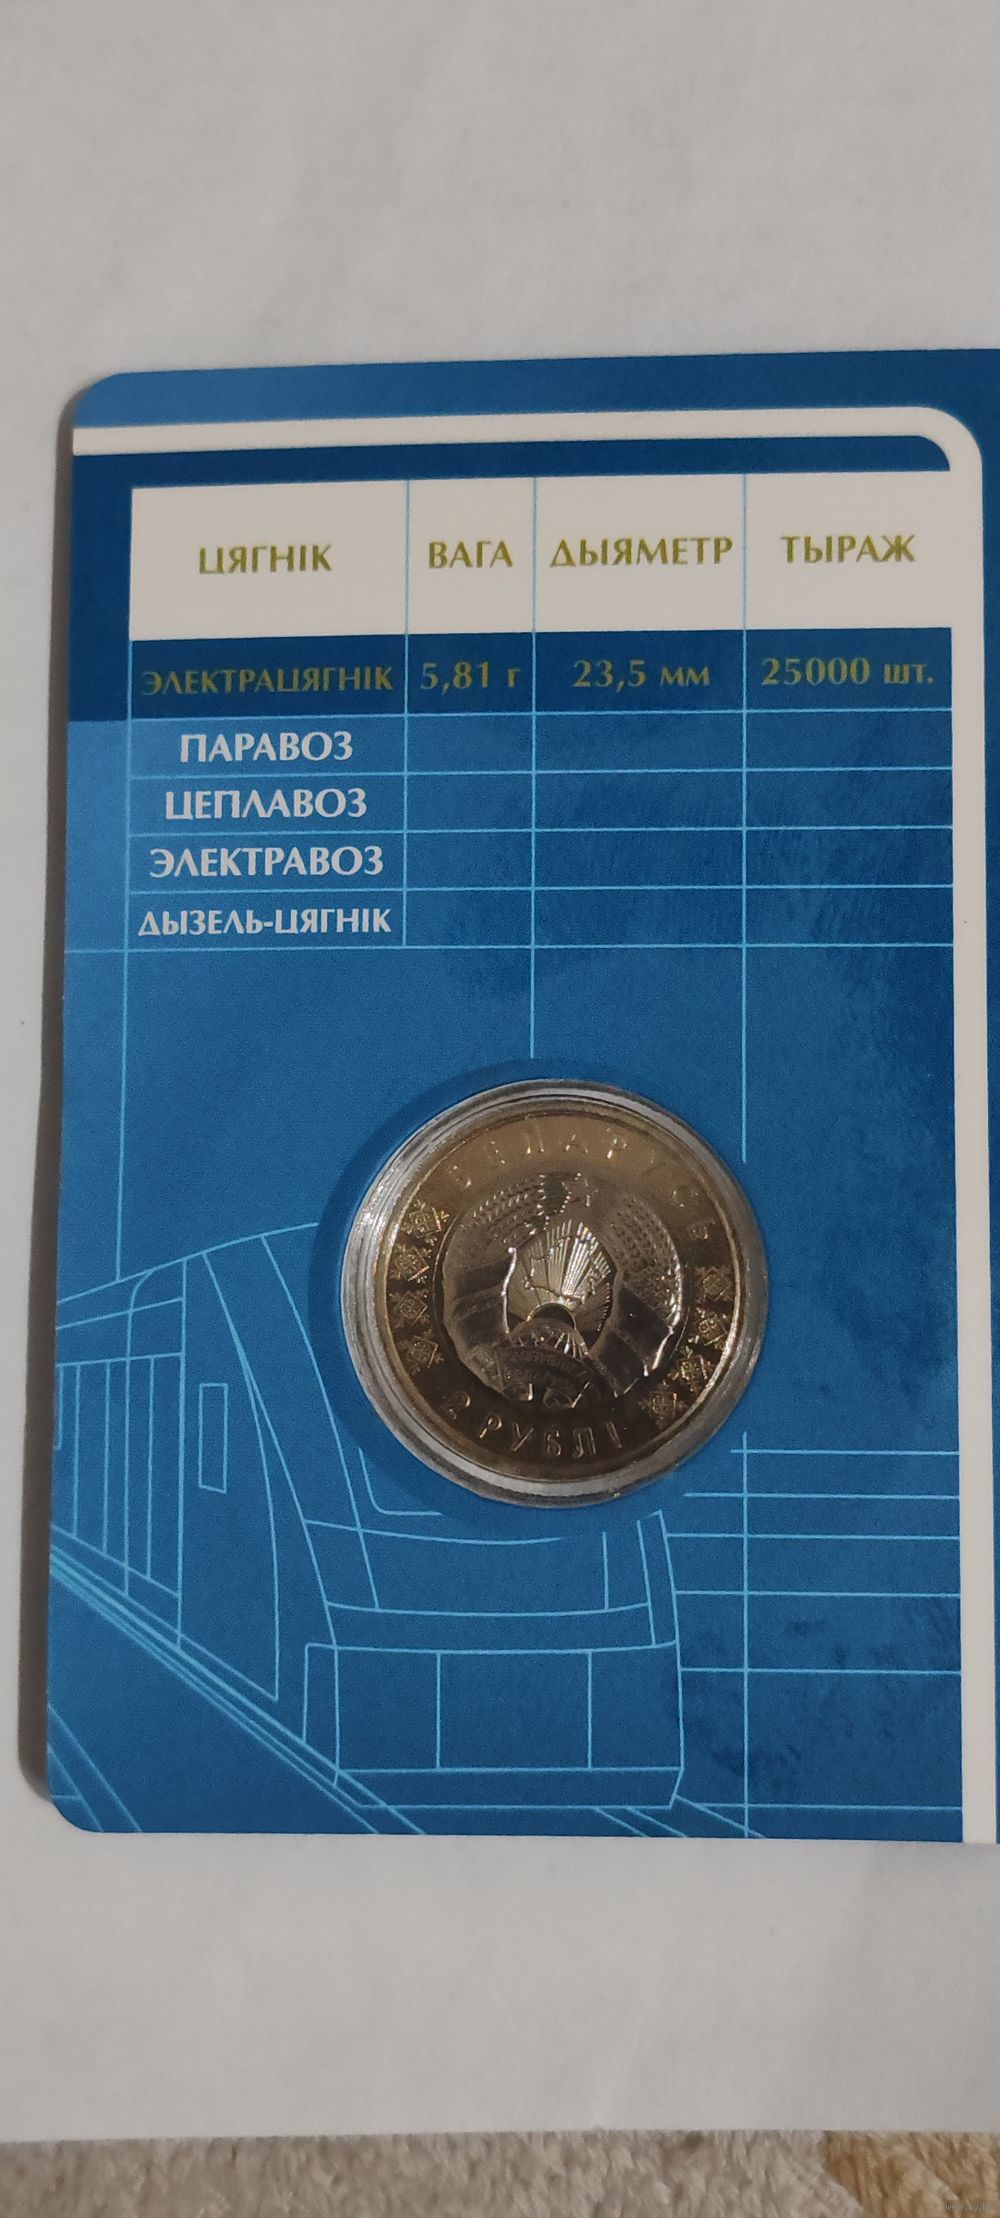 ЦЯГНІК ВАГА ДЫЯМЕТР ТЫРАЖ
ЭЛЕКТРАЦЯГНІК 5,81 г 23,5 мм 25000 шт.
ПАРАВОЗ
ЦЕПЛАВОЗ
ЭЛЕКТРАВОЗ
ДЫЗЕЛЬ-ЦЯГНІК
БЕЛАРУСЬ
2 РУБЛІ